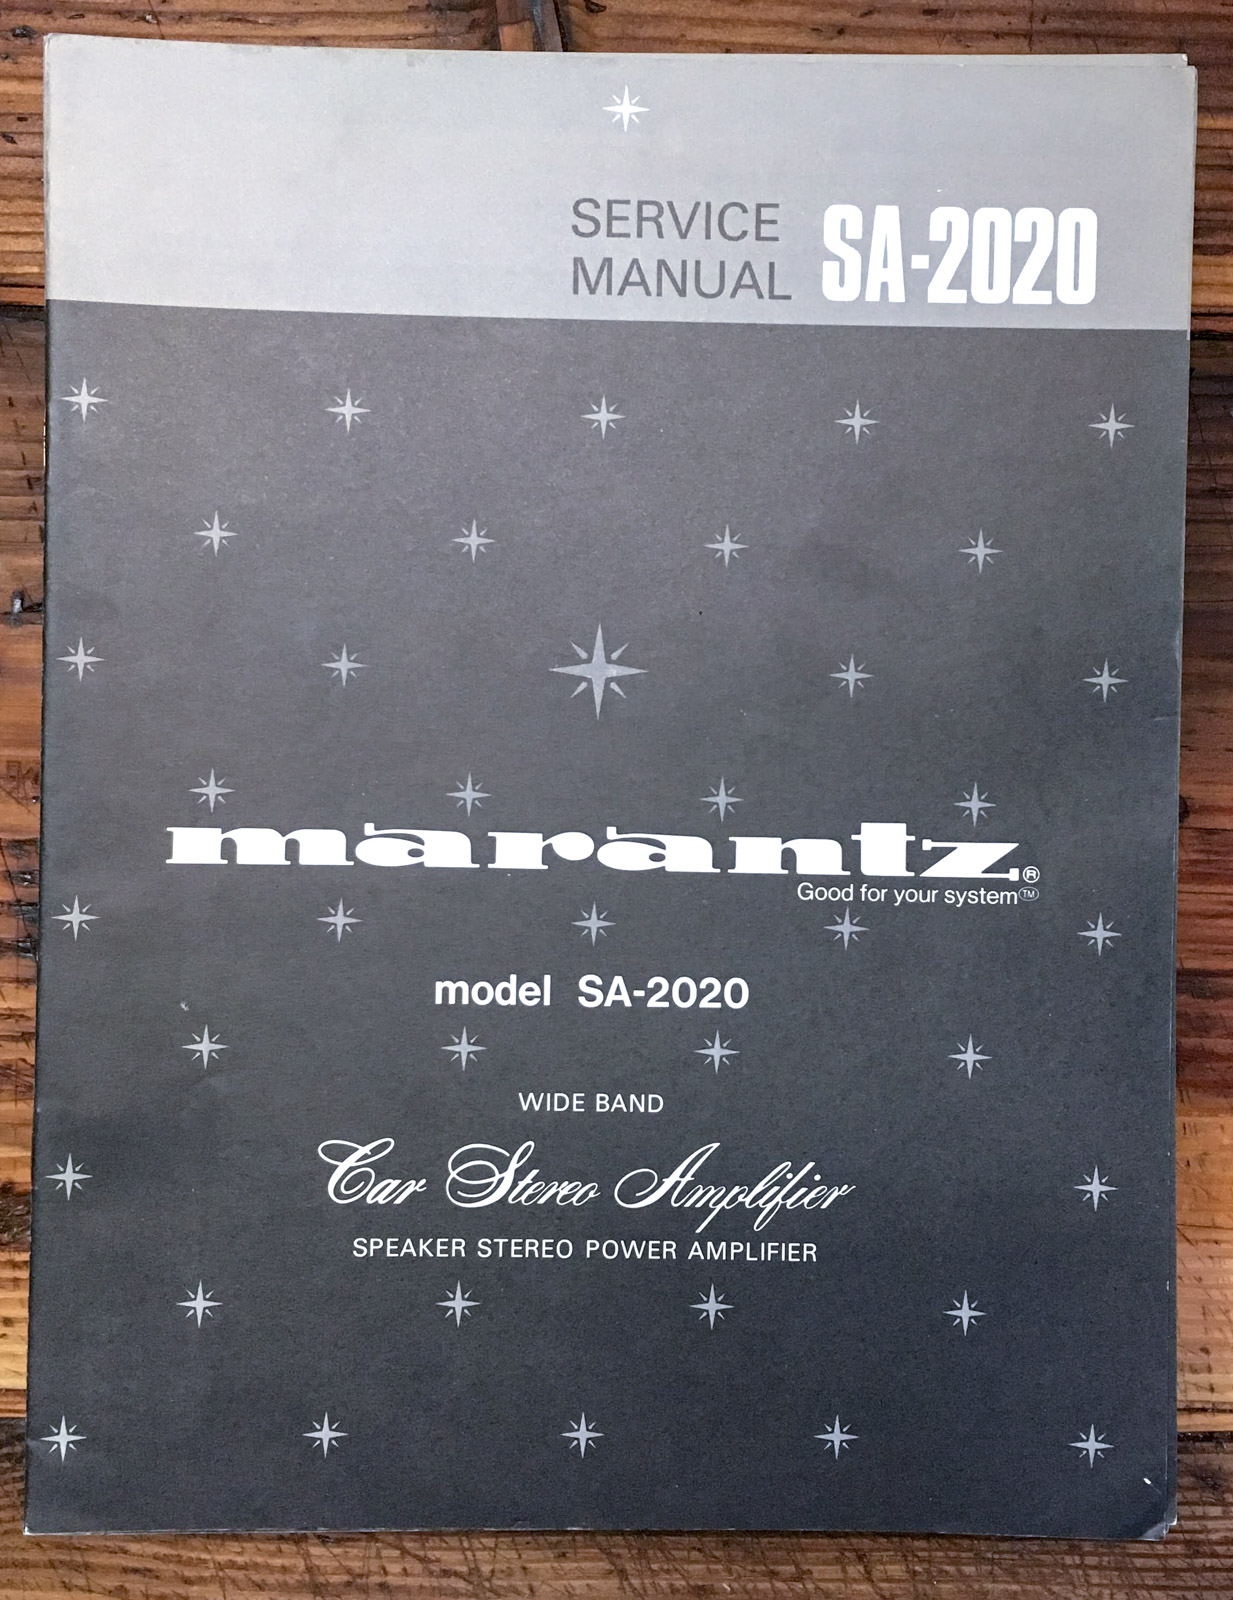 SERVICE
MANUAL SA-2020
marantz®
Good for your system™
model SA-2020
WIDE BAND
Car Stereo Amplifier
SPEAKER STEREO POWER AMPLIFIER